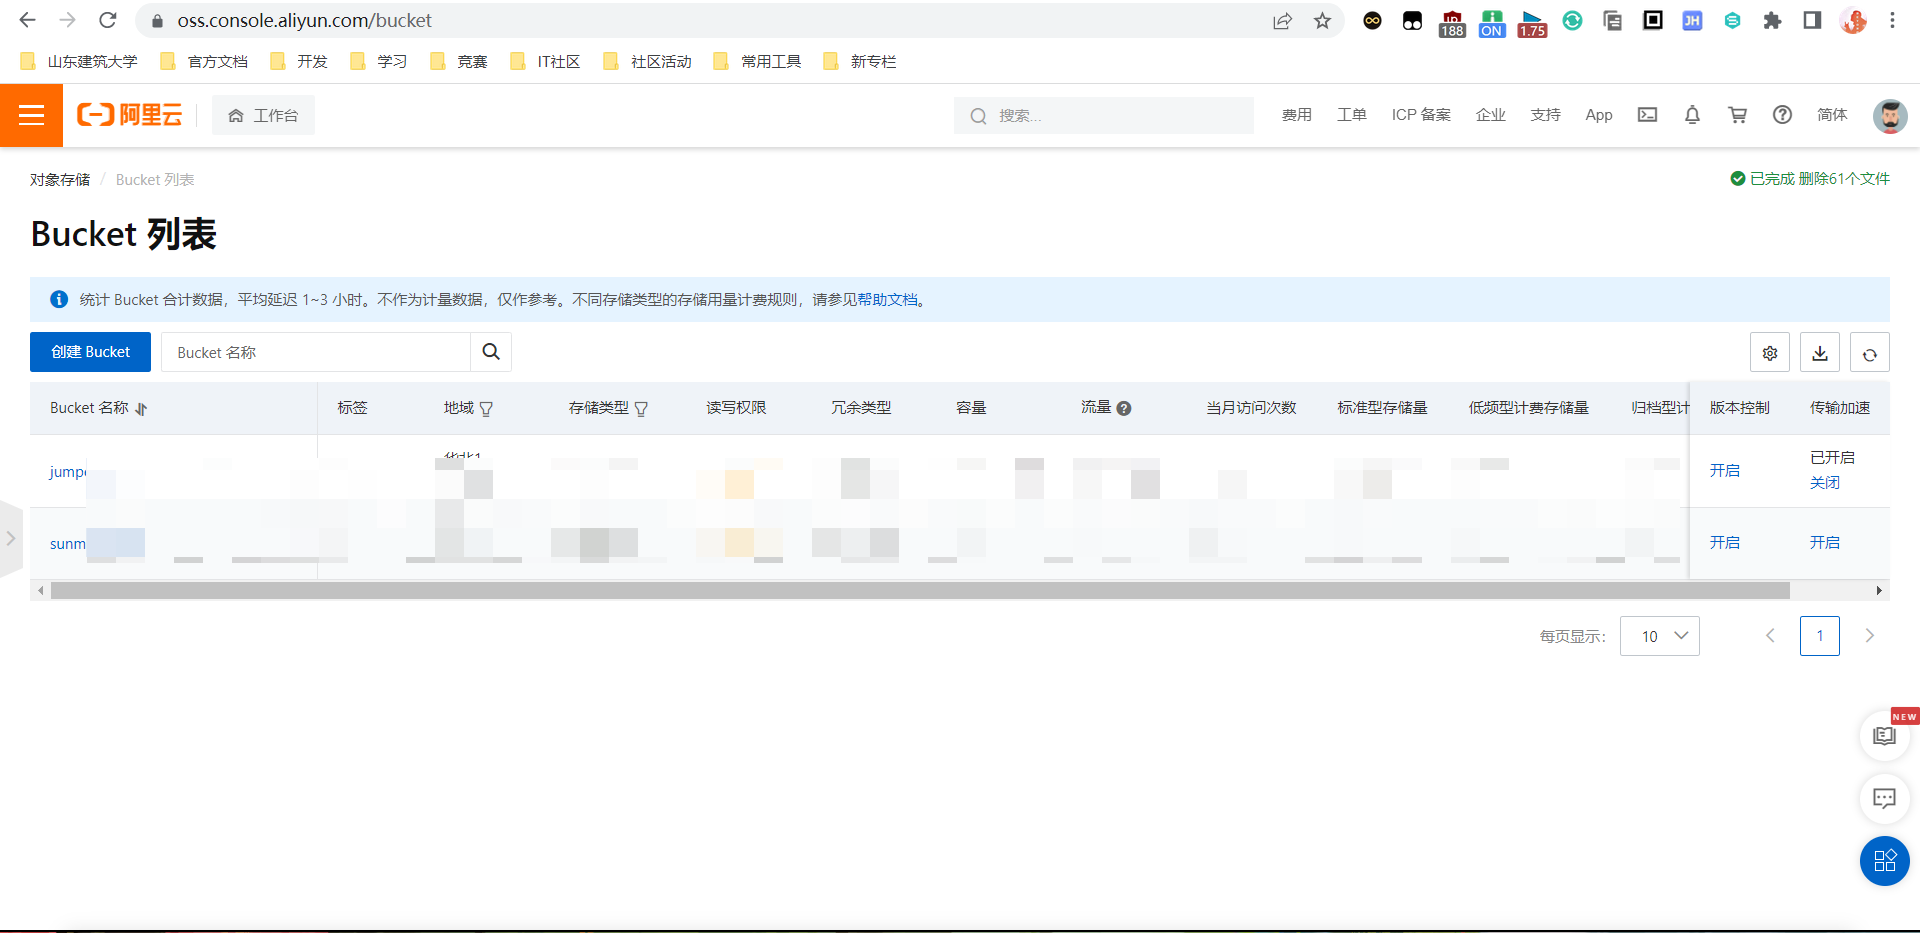 oss.console.aliyun.com/bucket
188
ON
1.75
JH
山东建筑大学
官方文档
开发
学习
竞赛
IT社区
社区活动
常用工具
新专栏
阿里云
工作台
搜索...
费用
工单
ICP 备案
企业
支持
App
简体
对象存储 / Bucket 列表
已完成 删除61个文件
Bucket 列表
统计 Bucket 合计数据，平均延迟 1~3 小时。不作为计量数据，仅作参考。不同存储类型的存储用量计费规则，请参见帮助文档。
创建 Bucket
Bucket 名称
Bucket 名称
标签
地域
存储类型
读写权限
冗余类型
容量
流量
当月访问次数
标准型存储量
低频型计费存储量
归档型计
版本控制
传输加速
开启
已开启
关闭
开启
开启
每页显示：
10
1
NEW